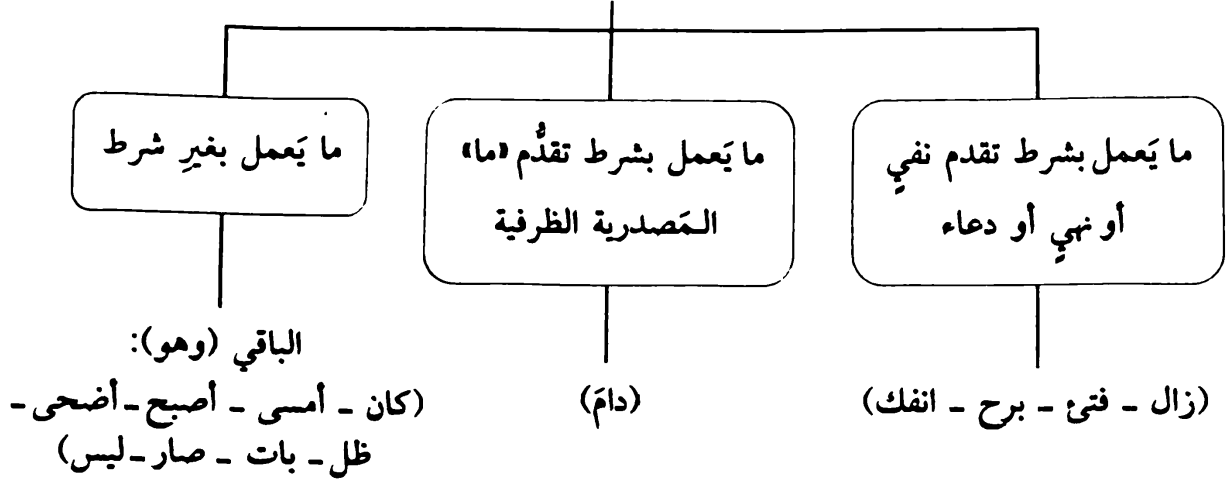 ما يَعمل بشرط تقدم نفيٍ
أو نهيٍ أو دعاء
(زال - فتئ - برح - انفك)
ما يَعمل بشرط تقدُّم «ما»
الـمَصدرية الظرفية
(دامَ)
ما يَعمل بغيرِ شرط
الباقي (وهو):
(كان - أمسى - أصبح - أضحى -
ظل - بات - صار - ليس)